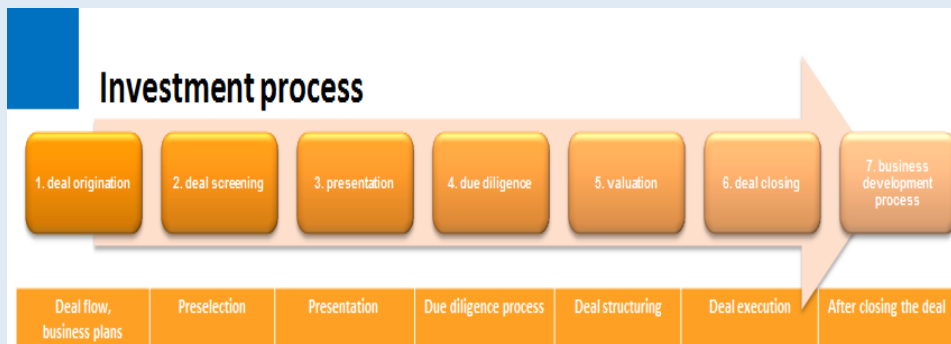 Investment process
1. deal origination
2. deal screening
3. presentation
4. due diligence
5. valuation
6. deal closing
7. business
development
process
Deal flow,
business plans
Preselection
Presentation
Due diligence process
Deal structuring
Deal execution
After closing the deal